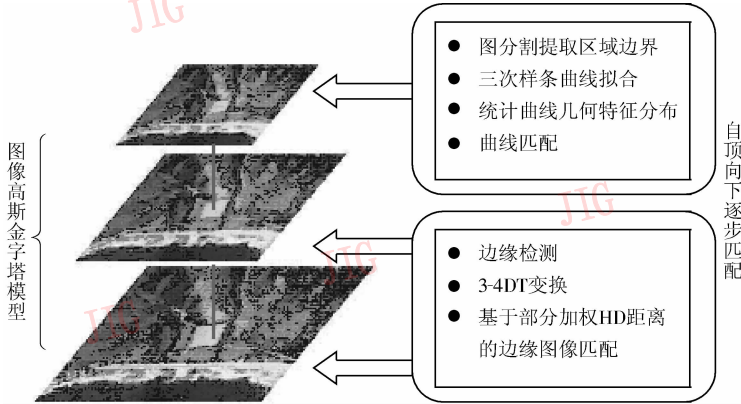 JIG
图分割提取区域边界
三次样条曲线拟合
统计曲线几何特征分布
曲线匹配
图像高斯金字塔模型
自顶向下逐步匹配
JIG
JIG
JIG
边缘检测
3-4DT变换
基于部分加权HD距离
的边缘图像匹配